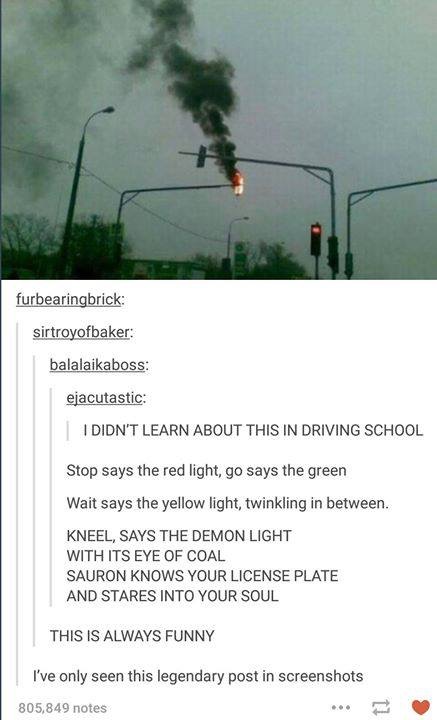 furbearingbrick:
sirtroyofbaker:
balalaikaboss:
ejacutastic:
I DIDN'T LEARN ABOUT THIS IN DRIVING SCHOOL
Stop says the red light, go says the green
Wait says the yellow light, twinkling in between.
KNEEL, SAYS THE DEMON LIGHT
WITH ITS EYE OF COAL
SAURON KNOWS YOUR LICENSE PLATE
AND STARES INTO YOUR SOUL
THIS IS ALWAYS FUNNY
I've only seen this legendary post in screenshots
805,849 notes